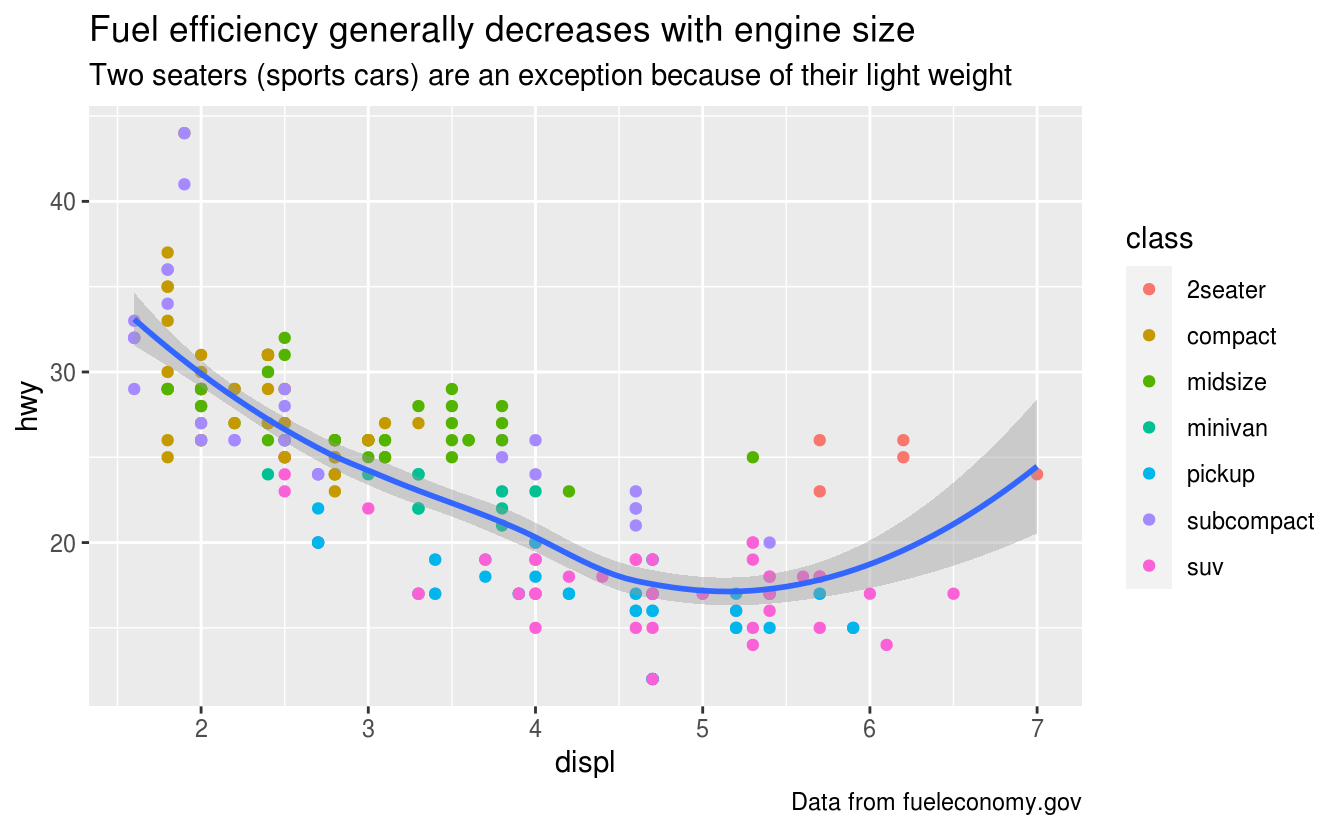 Fuel efficiency generally decreases with engine size
Two seaters (sports cars) are an exception because of their light weight
hwy
40
30
20
2 3 4 5 6 7
displ
class
2seater
compact
midsize
minivan
pickup
subcompact
suv
Data from fueleconomy.gov